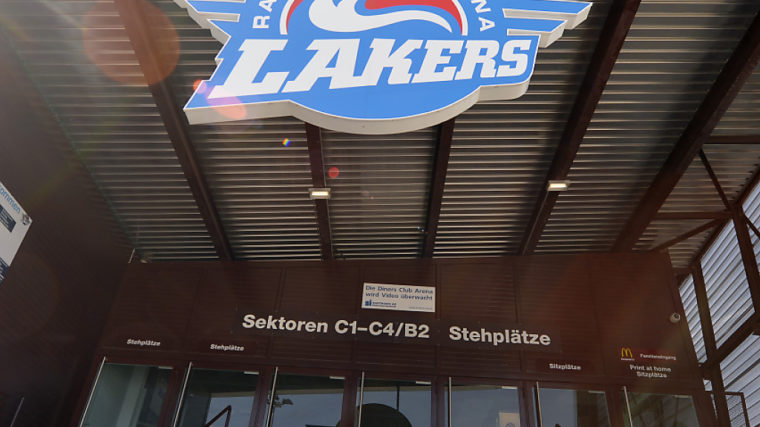 LAKERS
Die Diners Club Arena
wird Video überwacht
Sektoren C1–C4/B2 Stehplätze
Stehplätze
Stehplätze
Sitzplätze
Familieneingang
Print at home
Sitzplätze